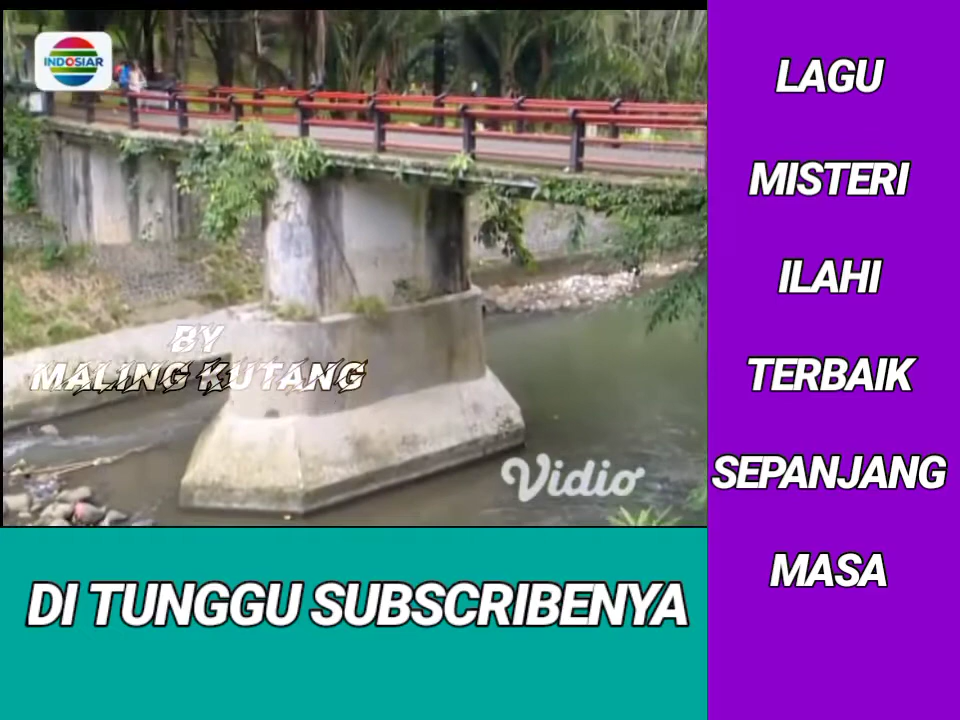 INDOSIAR
BY
MALING KUTANG
Vidio
DI TUNGGU SUBSCRIBENYA
LAGU
MISTERI
ILAHI
TERBAIK
SEPANJANG
MASA